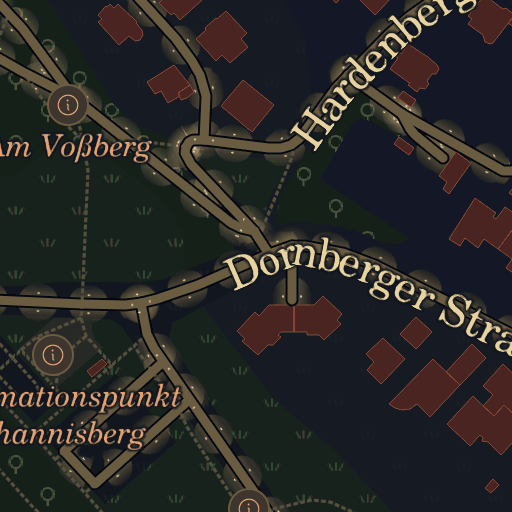 Hardenberg
Am Voßberg
Dornberger Stra
mationspunkt
hannisberg